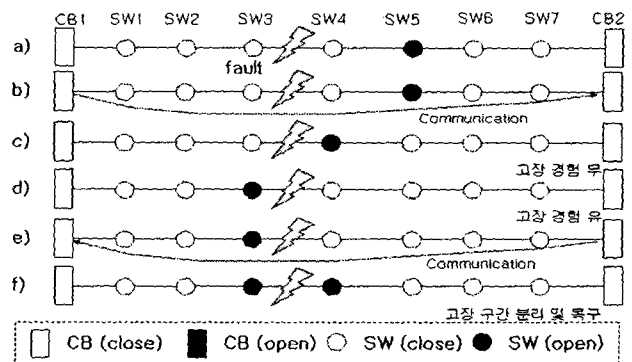 CB1 SW1 SW2 SW3 SW4 SW5 SW6 SW7 CB2
a)
fault
b)
Communication
c)
고장 경험 무
d)
고장 경험 유
e)
Communication
f)
고장 구간 분리 및 복구
CB (close) CB (open) SW (close) SW (open)